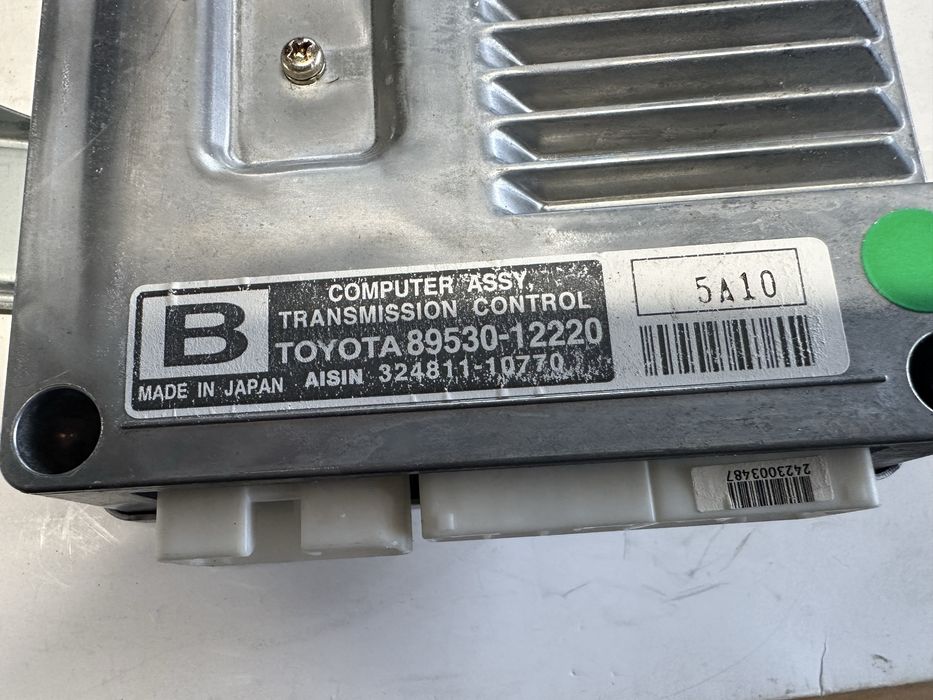 B
COMPUTER ASSY,
TRANSMISSION CONTROL
TOYOTA 89530-12220
MADE IN JAPAN AISIN 324811-10770
5A10
2423003487